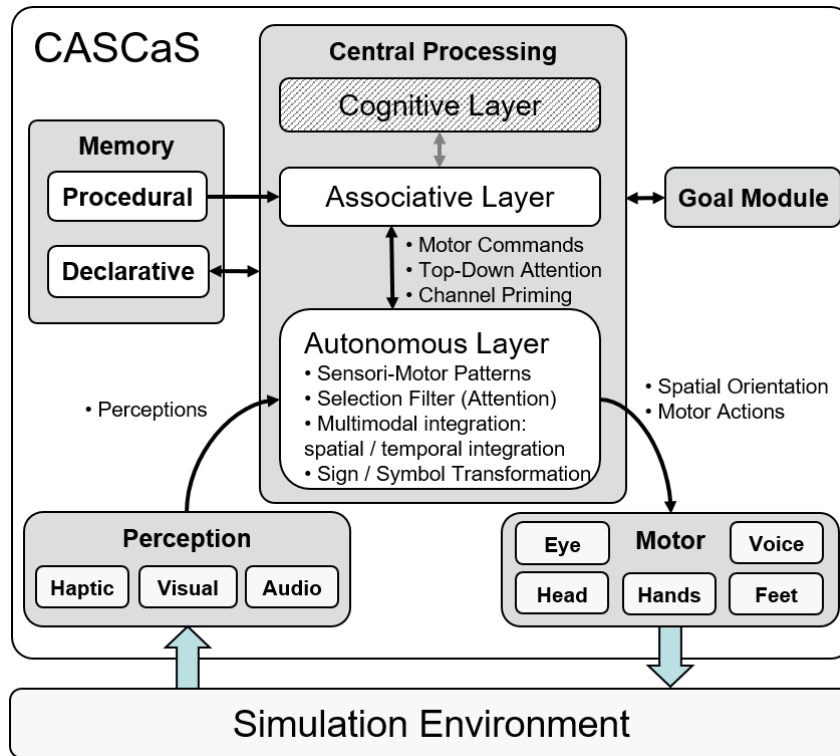 CASCaS
Central Processing
Cognitive Layer
Memory
Procedural
Declarative
Associative Layer
Goal Module
• Motor Commands
• Top-Down Attention
• Channel Priming
Autonomous Layer
• Sensori-Motor Patterns
• Selection Filter (Attention)
• Multimodal integration:
spatial / temporal integration
• Sign / Symbol Transformation
• Perceptions
• Spatial Orientation
• Motor Actions
Perception
Haptic
Visual
Audio
Motor
Eye
Voice
Head
Hands
Feet
Simulation Environment